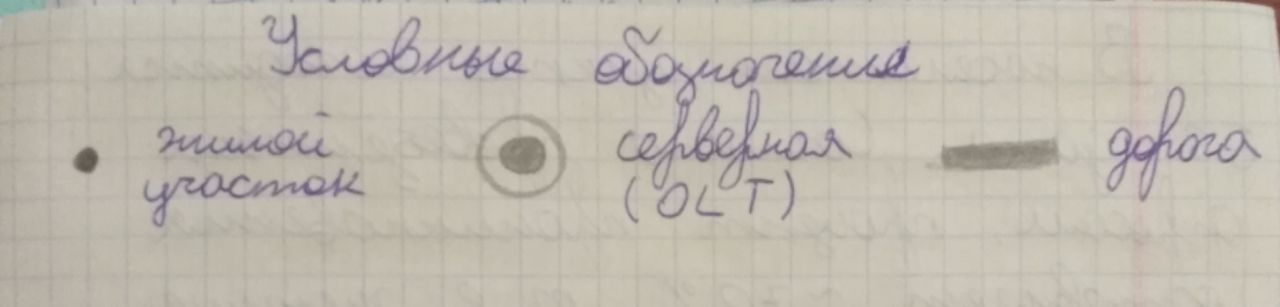 Условные обозначения
жилой участок
серверная (OLT)
дорога